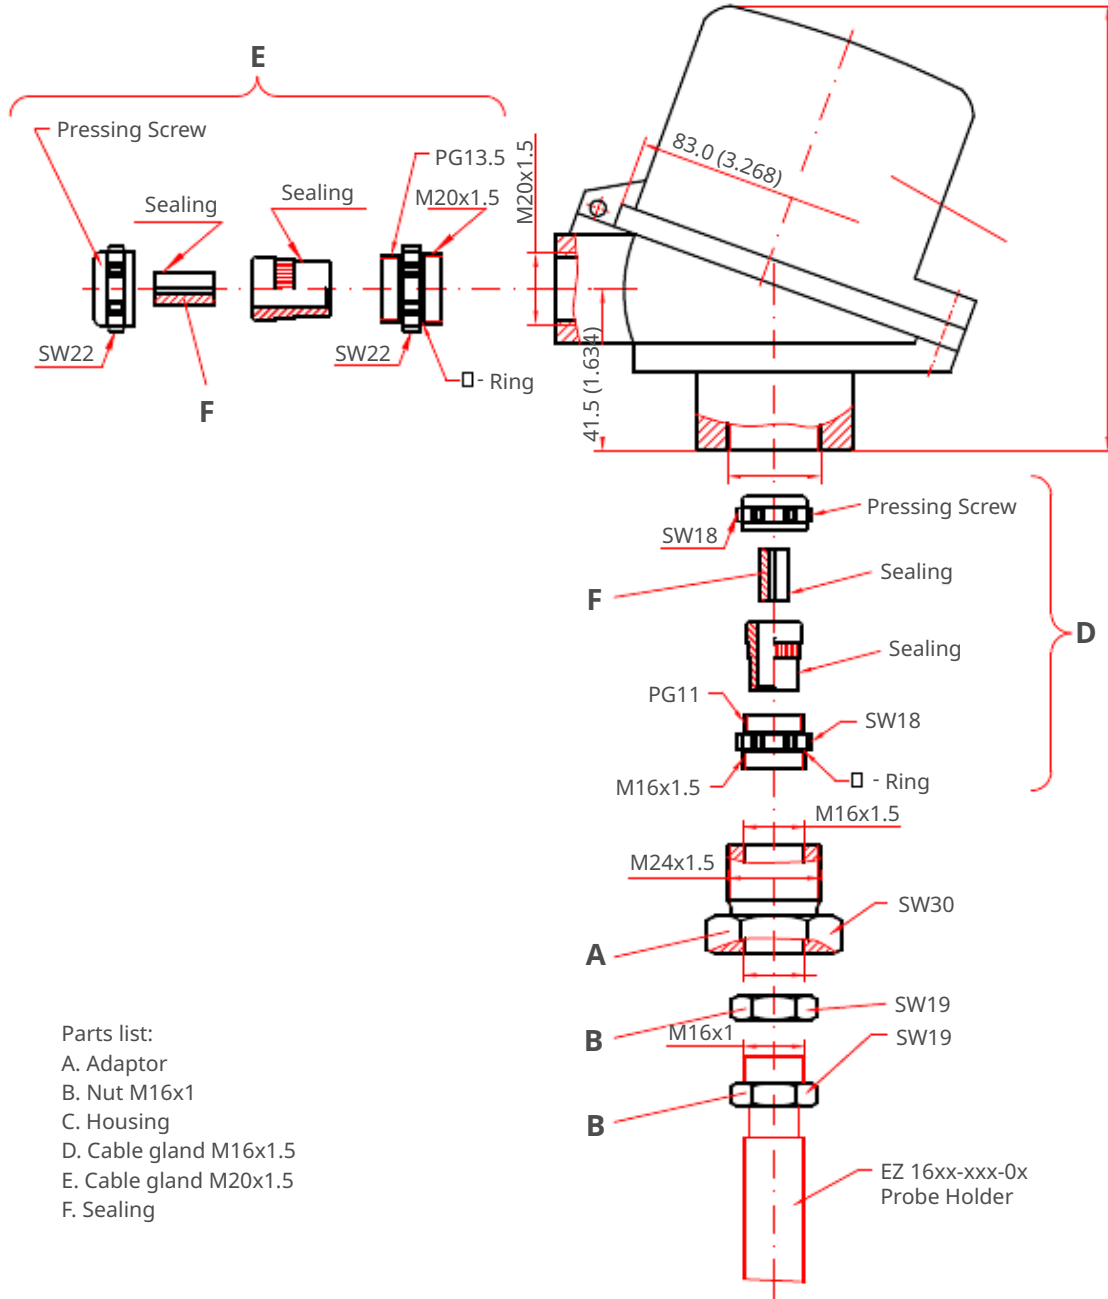 E
Pressing Screw
83.0 (3.268)
PG13.5
M20x1.5
M20x1.5
Sealing
Sealing
SW22
SW22
- Ring
F
41.5 (1.634)
Pressing Screw
SW18
Sealing
F
D
Sealing
PG11
SW18
M16x1.5
- Ring
M16x1.5
M24x1.5
SW30
A
SW19
B
M16x1
SW19
B
EZ 16xx-xxx-0x
Probe Holder
Parts list:
A. Adaptor
B. Nut M16x1
C. Housing
D. Cable gland M16x1.5
E. Cable gland M20x1.5
F. Sealing